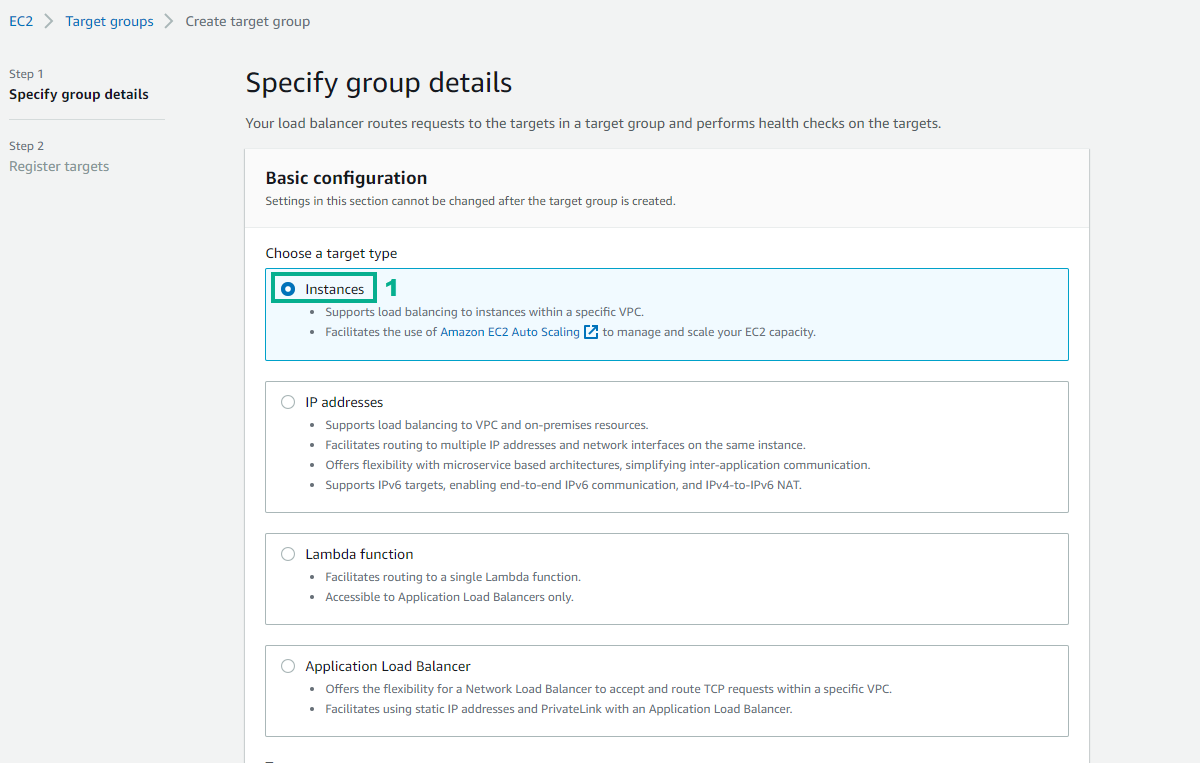 EC2 > Target groups > Create target group
Step 1
Specify group details
Step 2
Register targets
Specify group details
Your load balancer routes requests to the targets in a target group and performs health checks on the targets.
Basic configuration
Settings in this section cannot be changed after the target group is created.
Choose a target type
Instances 1
• Supports load balancing to instances within a specific VPC.
• Facilitates the use of Amazon EC2 Auto Scaling to manage and scale your EC2 capacity.
IP addresses
• Supports load balancing to VPC and on-premises resources.
• Facilitates routing to multiple IP addresses and network interfaces on the same instance.
• Offers flexibility with microservice based architectures, simplifying inter-application communication.
• Supports IPv6 targets, enabling end-to-end IPv6 communication, and IPv4-to-IPv6 NAT.
Lambda function
• Facilitates routing to a single Lambda function.
• Accessible to Application Load Balancers only.
Application Load Balancer
• Offers the flexibility for a Network Load Balancer to accept and route TCP requests within a specific VPC.
• Facilitates using static IP addresses and PrivateLink with an Application Load Balancer.